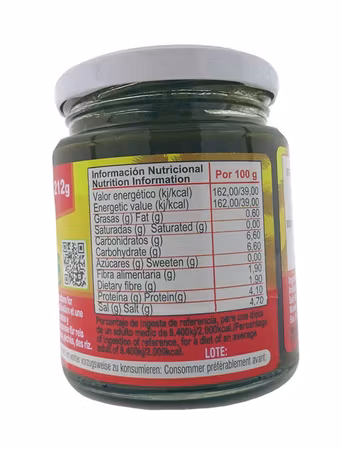 212g
Información Nutricional
Nutrition Information
Por 100 g
Valor energético (kj/kcal) 162,00/39,00
Energetic value (kj/kcal) 162,00/39,00
Grasas (g) Fat (g) 0,60
Saturadas (g) Saturated (g) 0,00
Carbohidratos (g) 6,60
Carbohydrate (g) 6,60
Azúcares (g) Sweeten (g) 0,00
Fibra alimentaria (g) 1,90
Dietary fibre (g) 1,90
Proteína (g) Protein(g) 4,10
Sal (g) Salt (g) 4,70
Porcentaje de ingesta de referencia, para una dieta
de un adulto medio de 8.400kj/2.000kcal./Percentage
of ingestion of reference, for a diet of an average
adult of 8.400kj/2.000kcal.
LOTE:
vorzugsweise zu konsumieren: Consommer préférablement avant